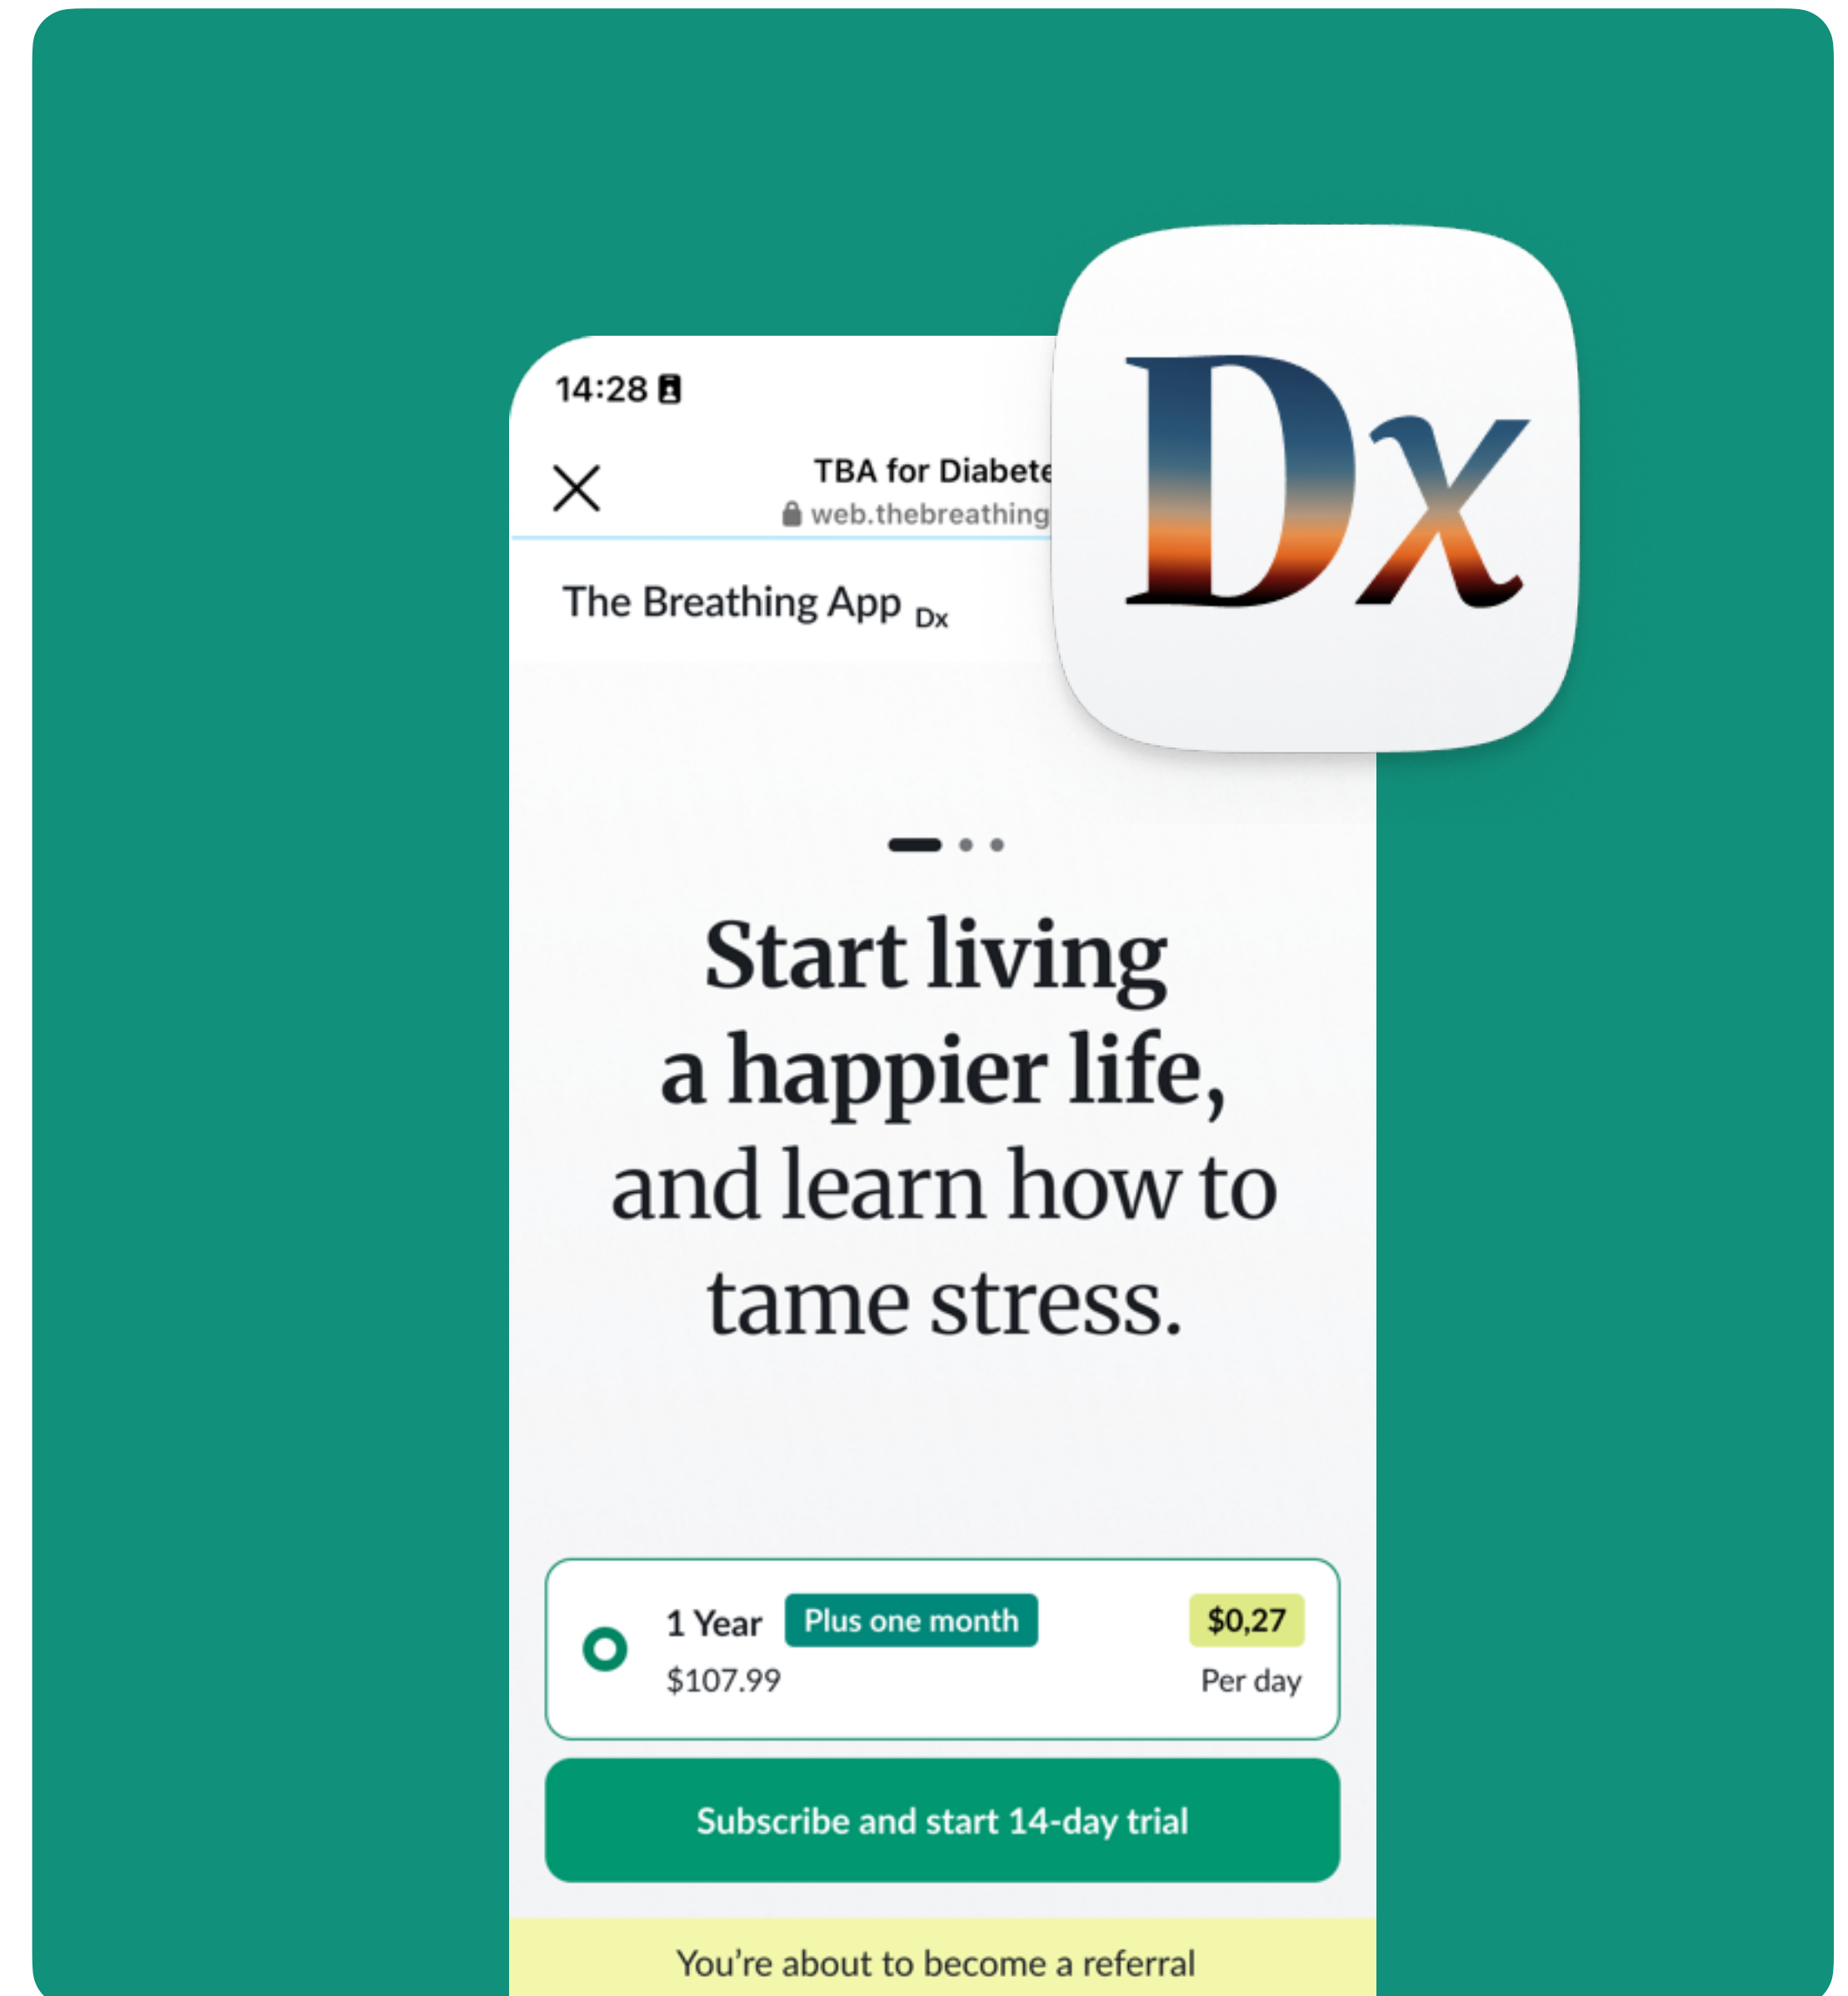 14:28
Dx
TBA for Diabete
web.thebreathing
The Breathing App Dx
Start living
a happier life,
and learn how to
tame stress.
1 Year Plus one month $0,27
$107.99 Per day
Subscribe and start 14-day trial
You’re about to become a referral